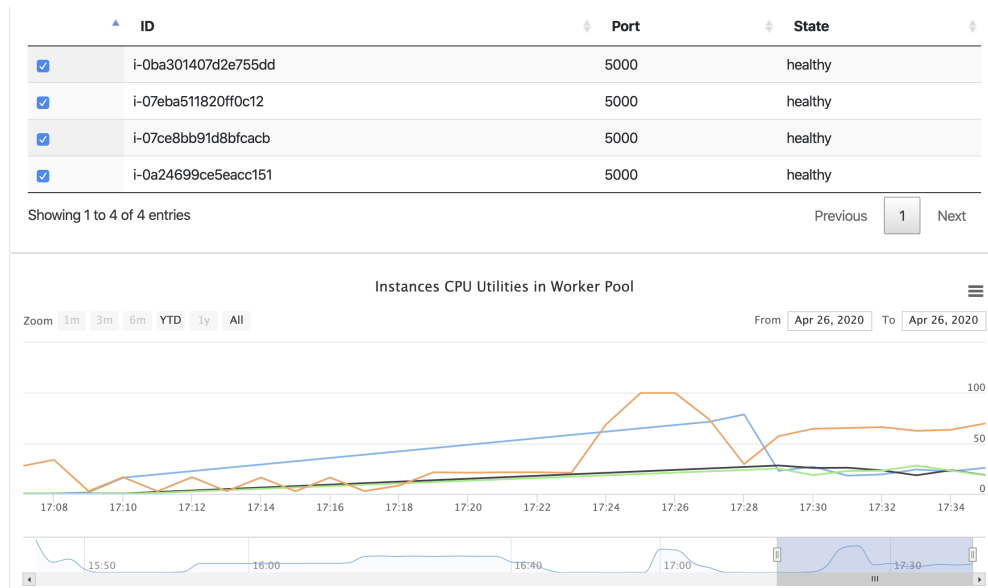 ID Port State
i-0ba301407d2e755dd 5000 healthy
i-07eba511820ff0c12 5000 healthy
i-07ce8bb91d8bfcacb 5000 healthy
i-0a24699ce5eacc151 5000 healthy
Showing 1 to 4 of 4 entries Previous 1 Next
Instances CPU Utilities in Worker Pool
Zoom 1m 3m 6m YTD 1y All From Apr 26, 2020 To Apr 26, 2020
100
50
0
17:08 17:10 17:12 17:14 17:16 17:18 17:20 17:22 17:24 17:26 17:28 17:30 17:32 17:34
15:50 16:00 16:40 17:00 17:30